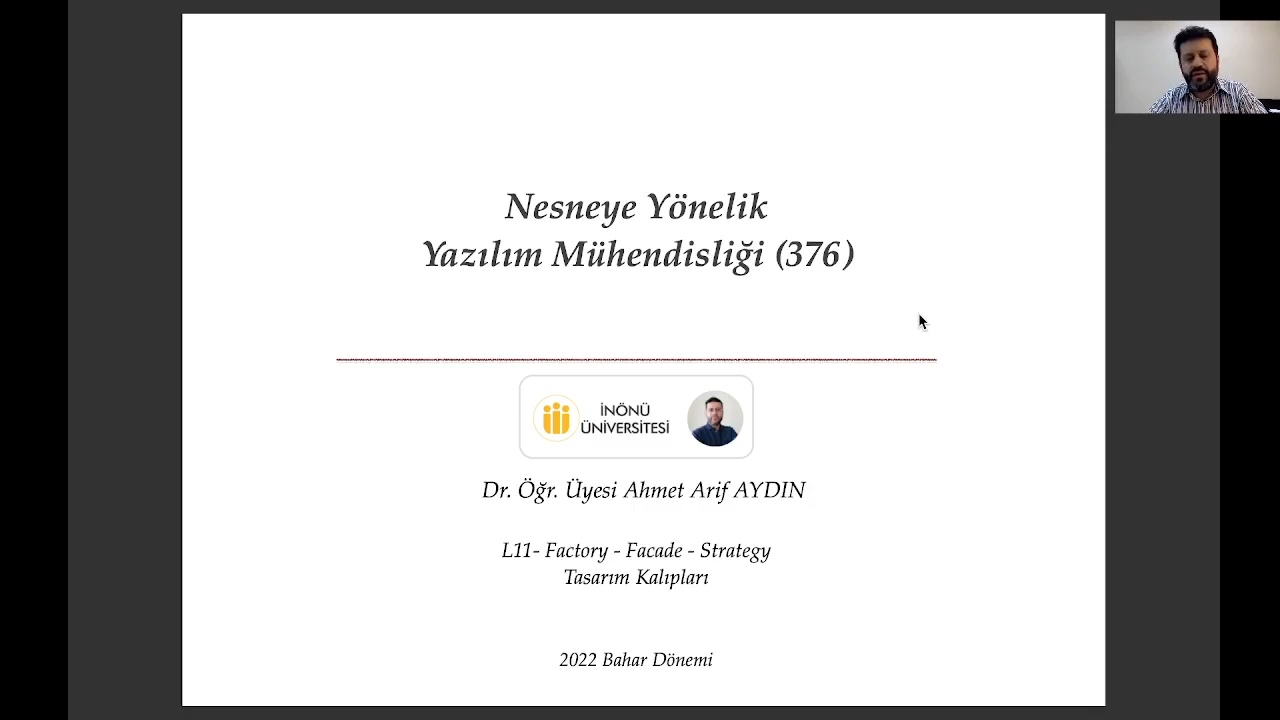 Nesneye Yönelik
Yazılım Mühendisliği (376)
İNÖNÜ
ÜNİVERSİTESİ
Dr. Öğr. Üyesi Ahmet Arif AYDIN
L11- Factory - Facade - Strategy
Tasarım Kalıpları
2022 Bahar Dönemi